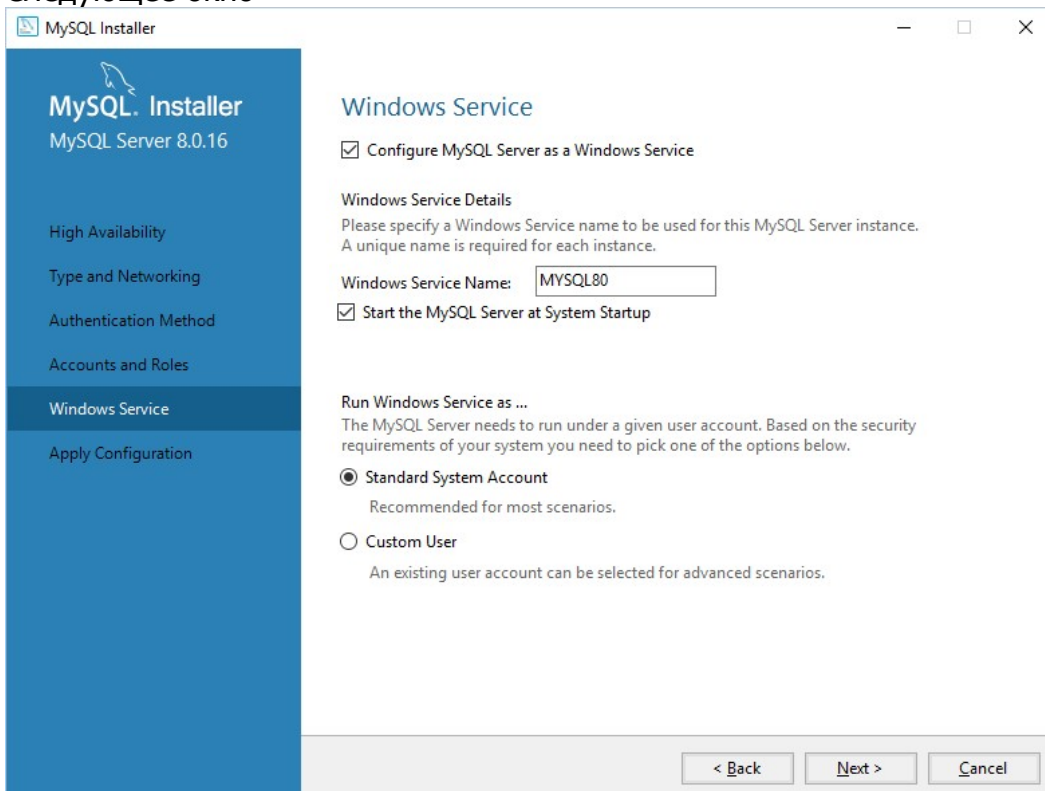 следующее окно
MySQL Installer
MySQL. Installer
MySQL Server 8.0.16
High Availability
Type and Networking
Authentication Method
Accounts and Roles
Windows Service
Apply Configuration
Windows Service
Configure MySQL Server as a Windows Service
Windows Service Details
Please specify a Windows Service name to be used for this MySQL Server instance.
A unique name is required for each instance.
Windows Service Name: MYSQL80
Start the MySQL Server at System Startup
Run Windows Service as ...
The MySQL Server needs to run under a given user account. Based on the security
requirements of your system you need to pick one of the options below.
Standard System Account
Recommended for most scenarios.
Custom User
An existing user account can be selected for advanced scenarios.
< Back Next > Cancel